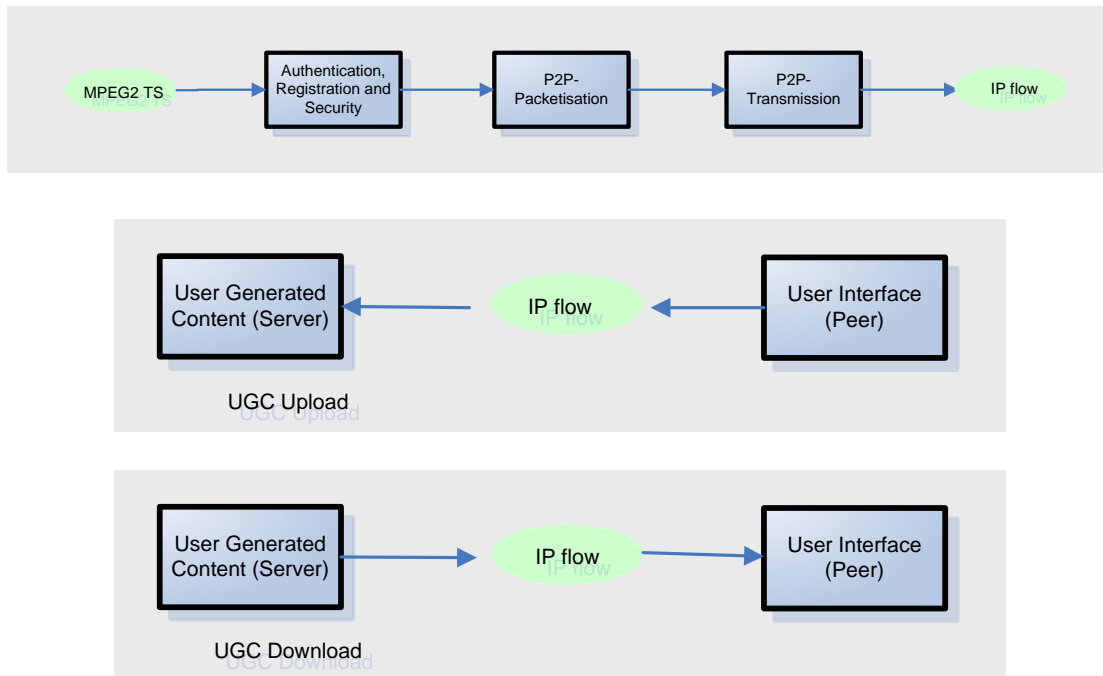 MPEG2 TS
Authentication,
Registration and
Security
P2P-
Packetisation
P2P-
Transmission
IP flow
User Generated
Content (Server)
IP flow
User Interface
(Peer)
UGC Upload
User Generated
Content (Server)
IP flow
User Interface
(Peer)
UGC Download